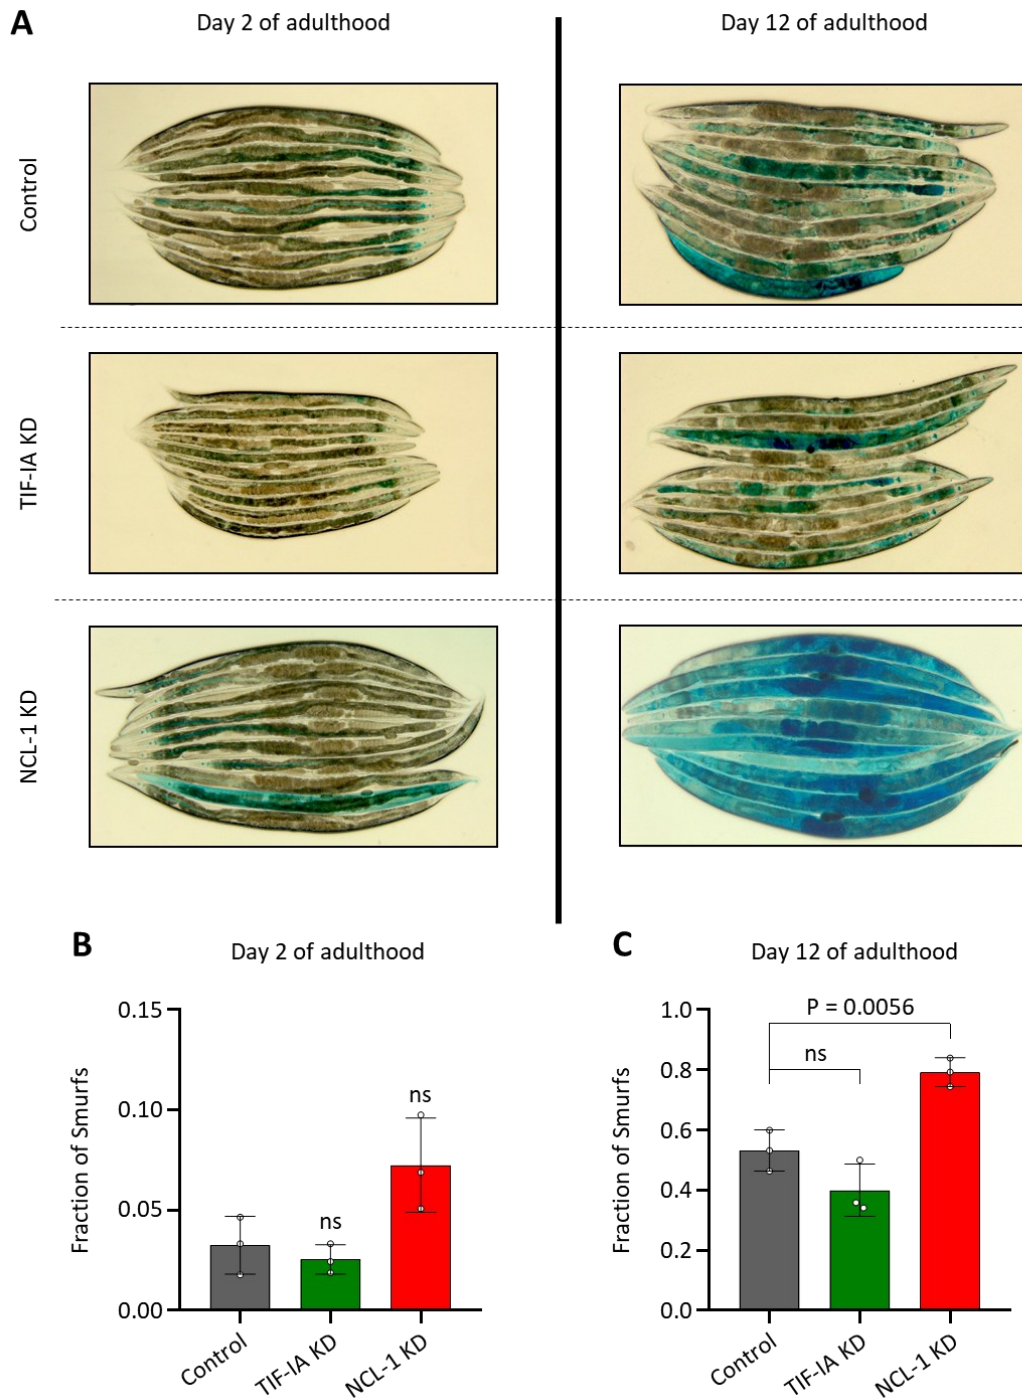 A
Day 2 of adulthood
Day 12 of adulthood
Control
TIF-IA KD
NCL-1 KD
B
Day 2 of adulthood
Fraction of Smurfs
0.15
0.10
0.05
0.00
ns
ns
Control
TIF-IA KD
NCL-1 KD
C
Day 12 of adulthood
Fraction of Smurfs
1.0
0.8
0.6
0.4
0.2
0.0
P = 0.0056
ns
Control
TIF-IA KD
NCL-1 KD